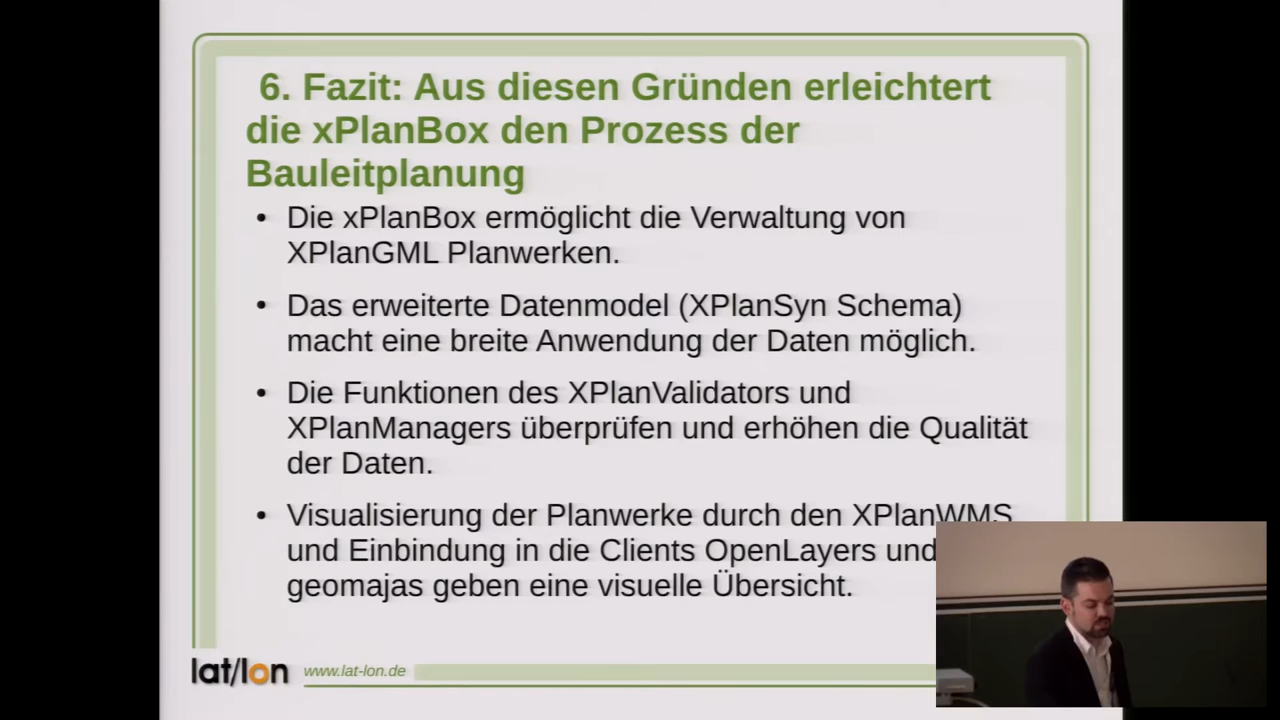 6. Fazit: Aus diesen Gründen erleichtert
die xPlanBox den Prozess der
Bauleitplanung
• Die xPlanBox ermöglicht die Verwaltung von
XPlanGML Planwerken.
• Das erweiterte Datenmodel (XPlanSyn Schema)
macht eine breite Anwendung der Daten möglich.
• Die Funktionen des XPlanValidators und
XPlanManagers überprüfen und erhöhen die Qualität
der Daten.
• Visualisierung der Planwerke durch den XPlanWMS
und Einbindung in die Clients OpenLayers und
geomajas geben eine visuelle Übersicht.
lat/lon www.lat-lon.de